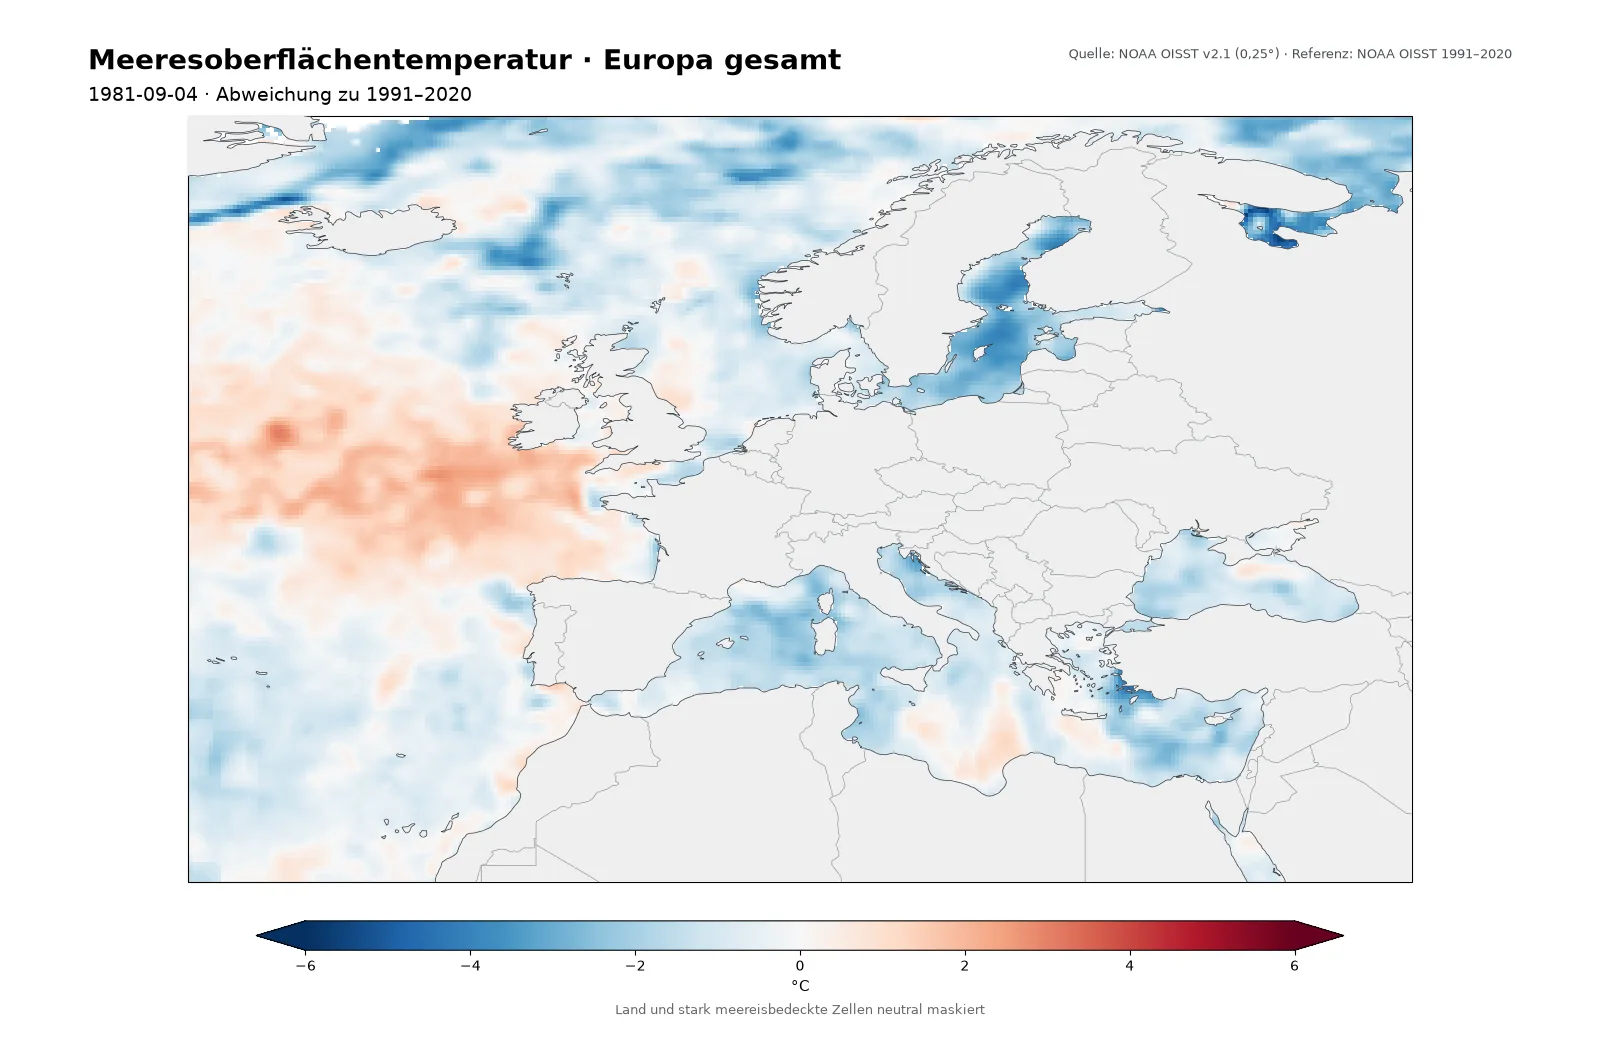 Meeresoberflächentemperatur · Europa gesamt
Quelle: NOAA OISST v2.1 (0,25°) · Referenz: NOAA OISST 1991–2020
1981-09-04 · Abweichung zu 1991–2020
−6 −4 −2 0 2 4 6
°C
Land und stark meereisbedeckte Zellen neutral maskiert